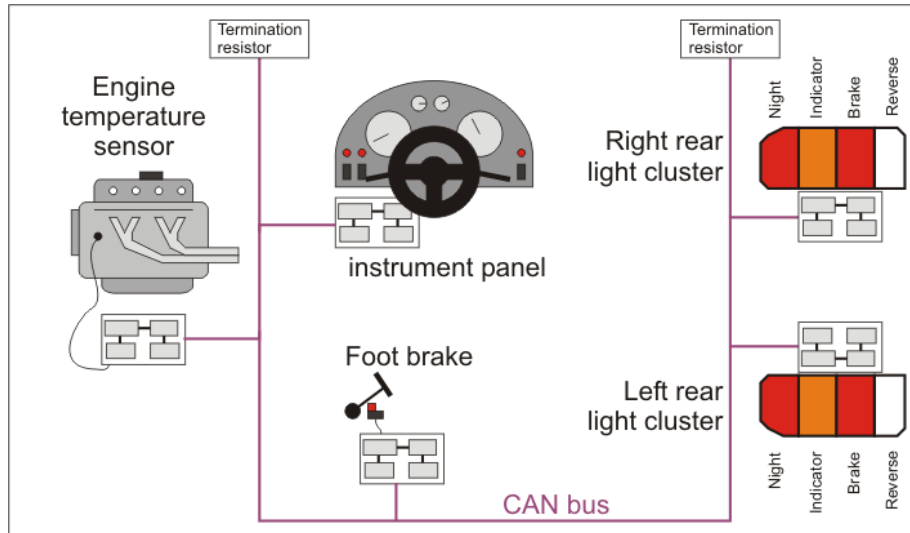 Termination
resistor
Termination
resistor
Engine
temperature
sensor
Night
Indicator
Brake
Reverse
Right rear
light cluster
instrument panel
Foot brake
Left rear
light cluster
Night
Indicator
Brake
Reverse
CAN bus